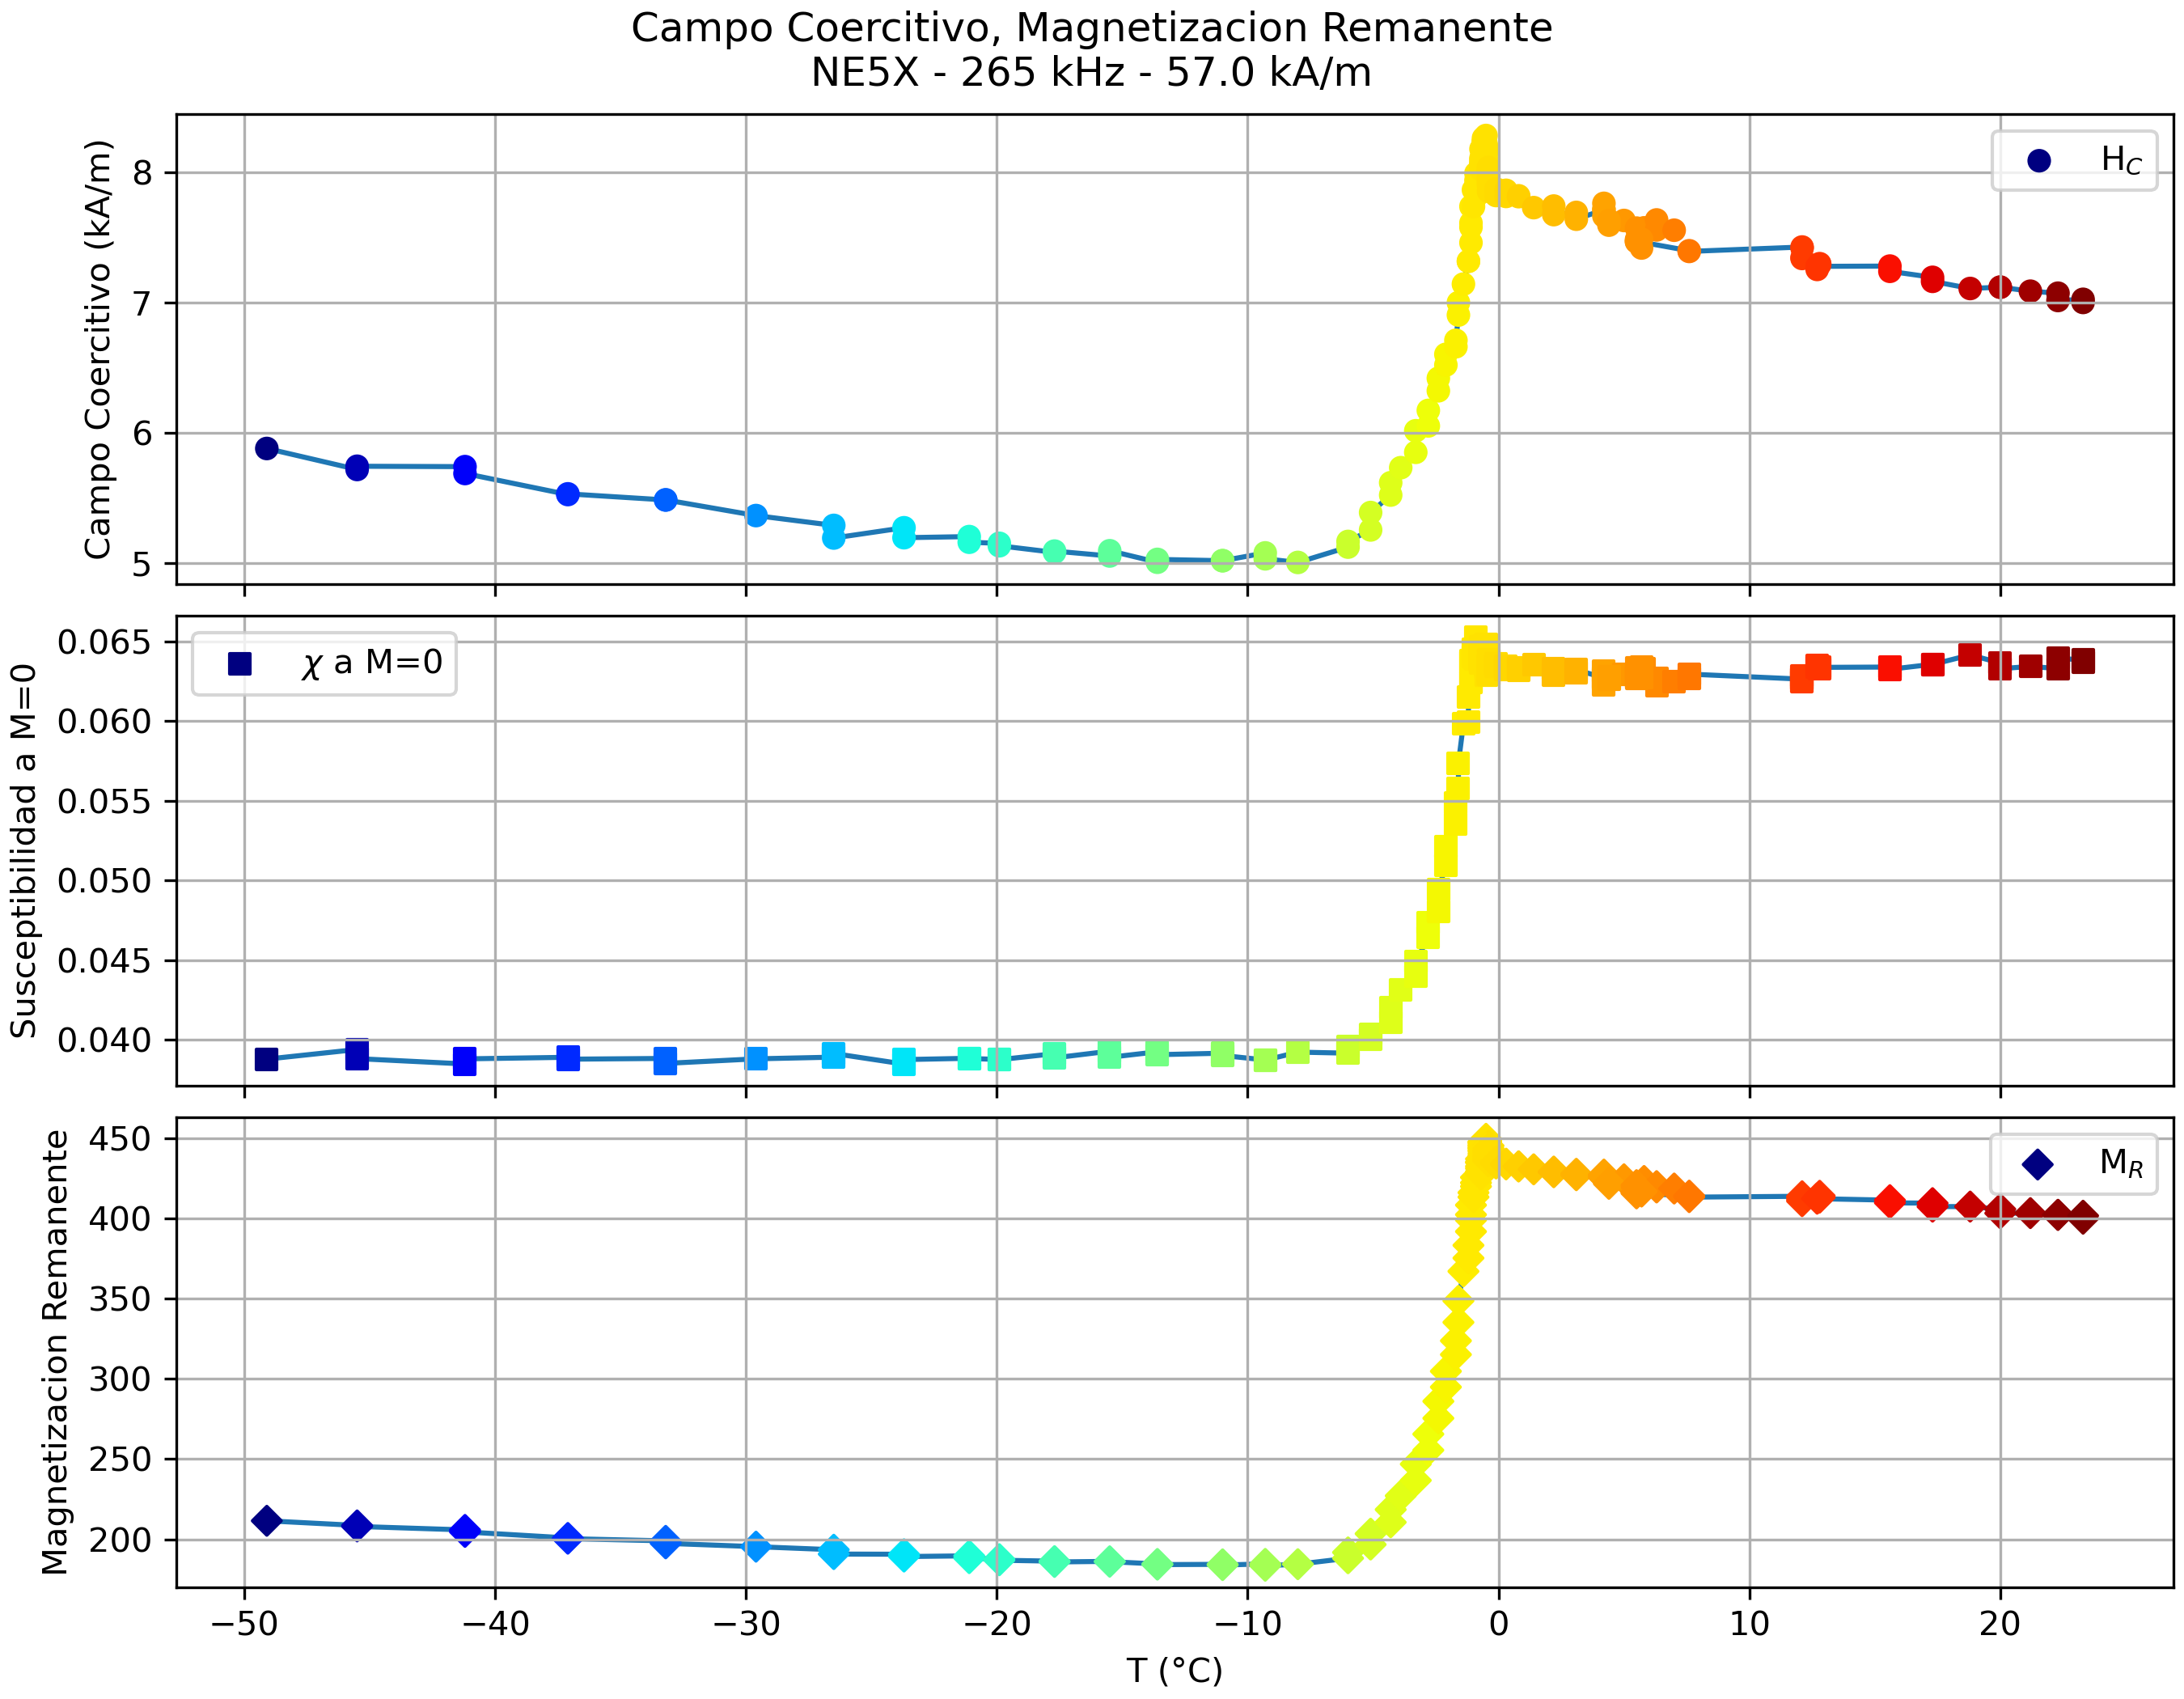 Campo Coercitivo, Magnetizacion Remanente
NE5X - 265 kHz - 57.0 kA/m
Campo Coercitivo (kA/m)
8
7
6
5
H_C
Susceptibilidad a M=0
0.065
0.060
0.055
0.050
0.045
0.040
χ a M=0
Magnetizacion Remanente
450
400
350
300
250
200
M_R
−50 −40 −30 −20 −10 0 10 20
T (°C)